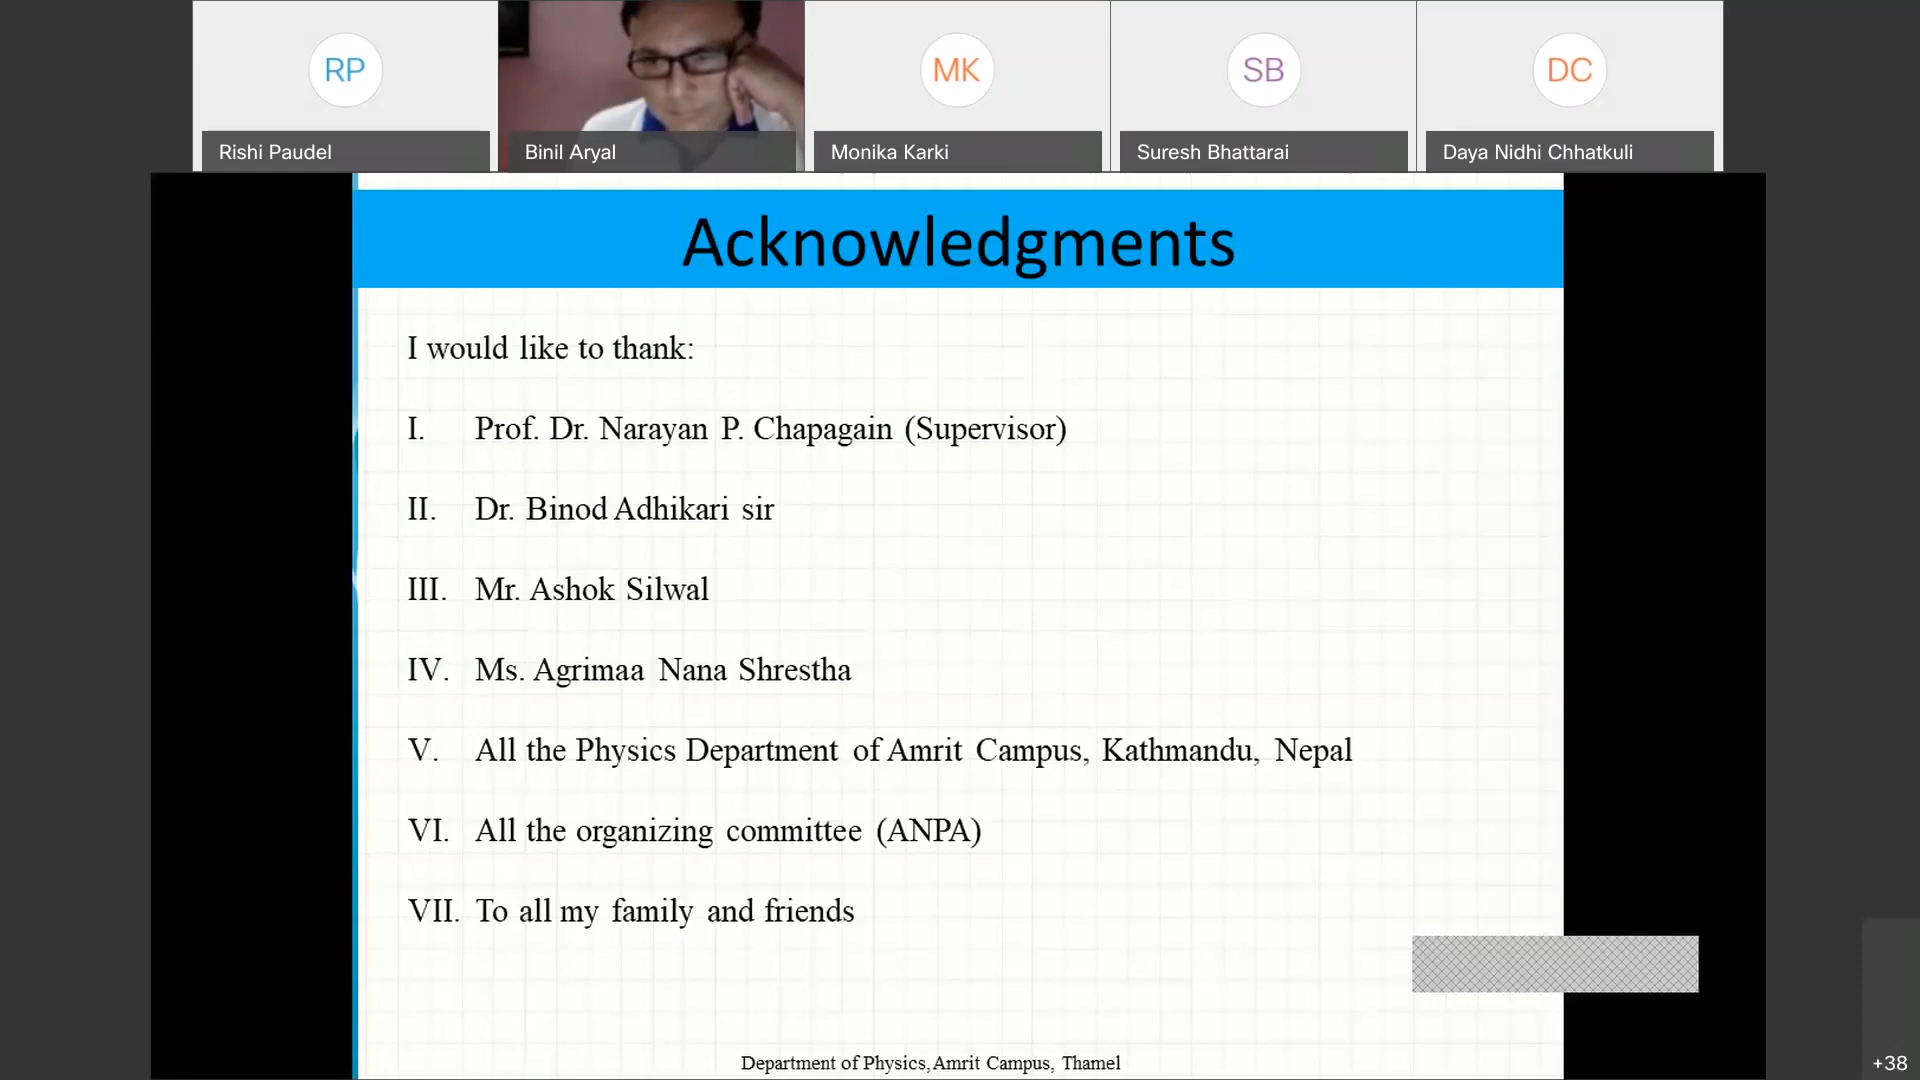 RP
MK
SB
DC
Rishi Paudel
Binil Aryal
Monika Karki
Suresh Bhattarai
Daya Nidhi Chhatkuli
Acknowledgments
I would like to thank:
I. Prof. Dr. Narayan P. Chapagain (Supervisor)
II. Dr. Binod Adhikari sir
III. Mr. Ashok Silwal
IV. Ms. Agrimaa Nana Shrestha
V. All the Physics Department of Amrit Campus, Kathmandu, Nepal
VI. All the organizing committee (ANPA)
VII. To all my family and friends
Department of Physics, Amrit Campus, Thamel
+38